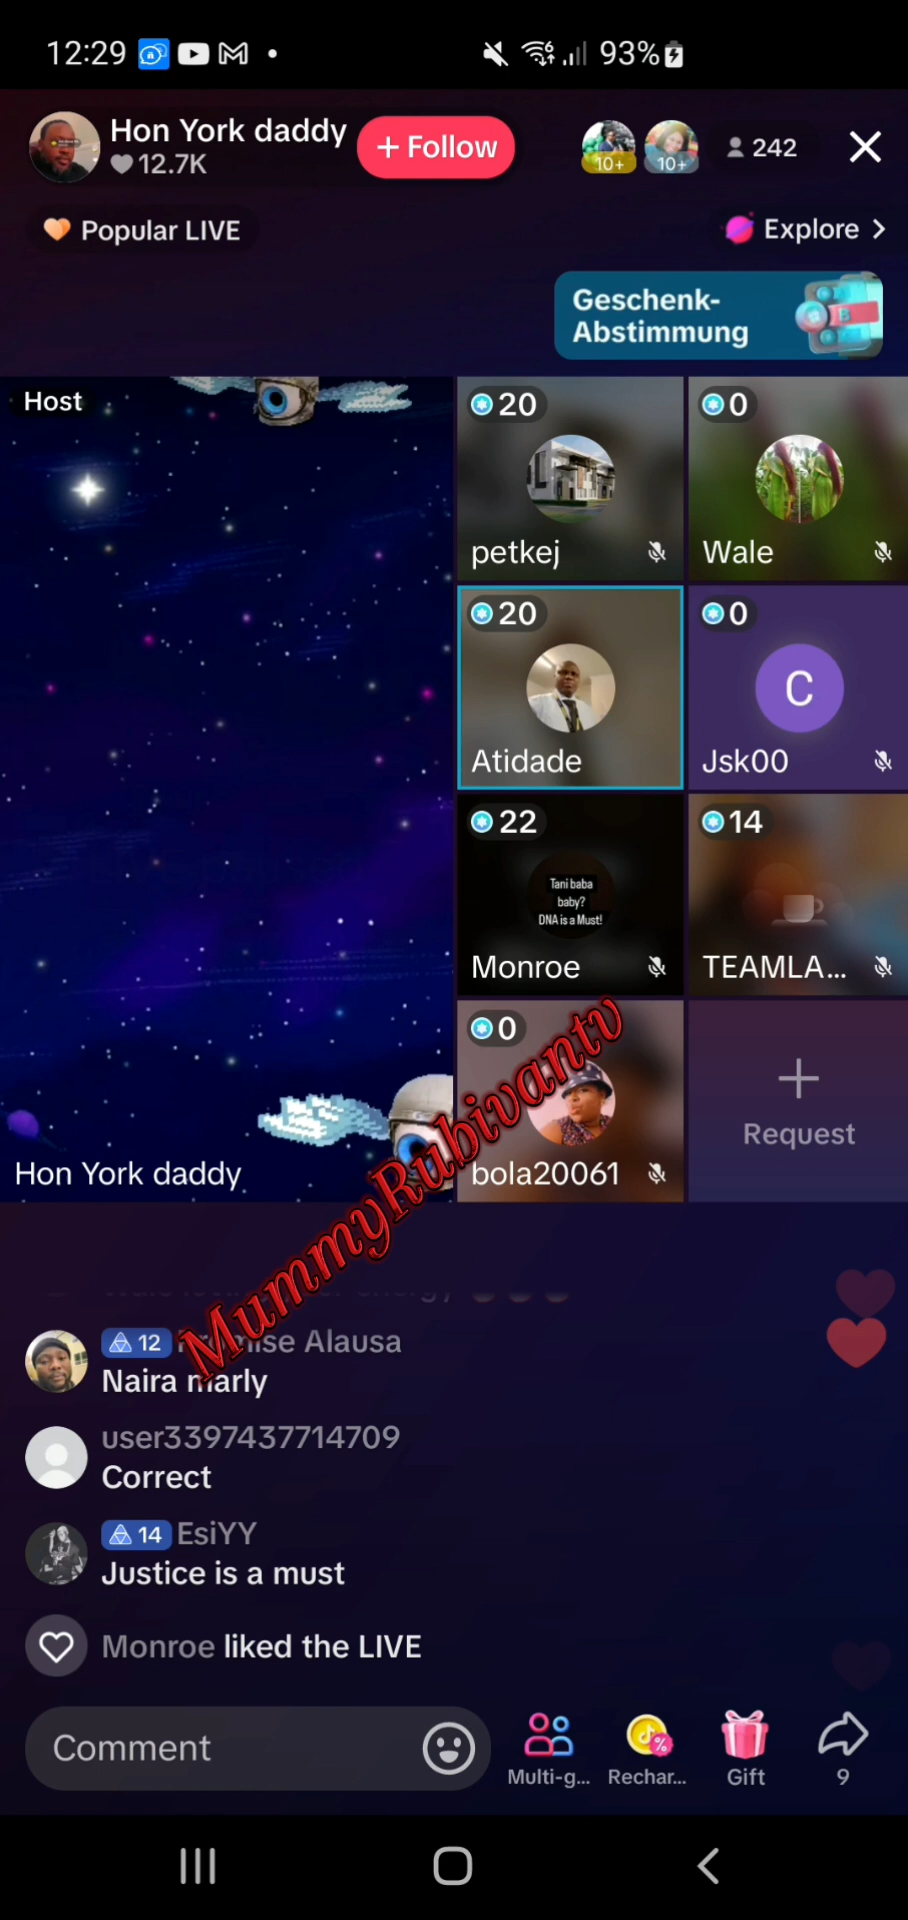 12:29
93%
Hon York daddy
12.7K
+ Follow
10+
10+
242
Popular LIVE
Explore >
Geschenk-
Abstimmung
Host
Hon York daddy
20
petkej
0
Wale
20
Atidade
0
C
Jsk00
22
Tani baba
baby?
DNA is a Must!
Monroe
14
TEAMLA...
0
bola20061
Request
MummyRubivantv
12 Promise Alausa
Naira marly
user3397437714709
Correct
14 EsiYY
Justice is a must
Monroe liked the LIVE
Comment
Multi-g...
Rechar...
Gift
9